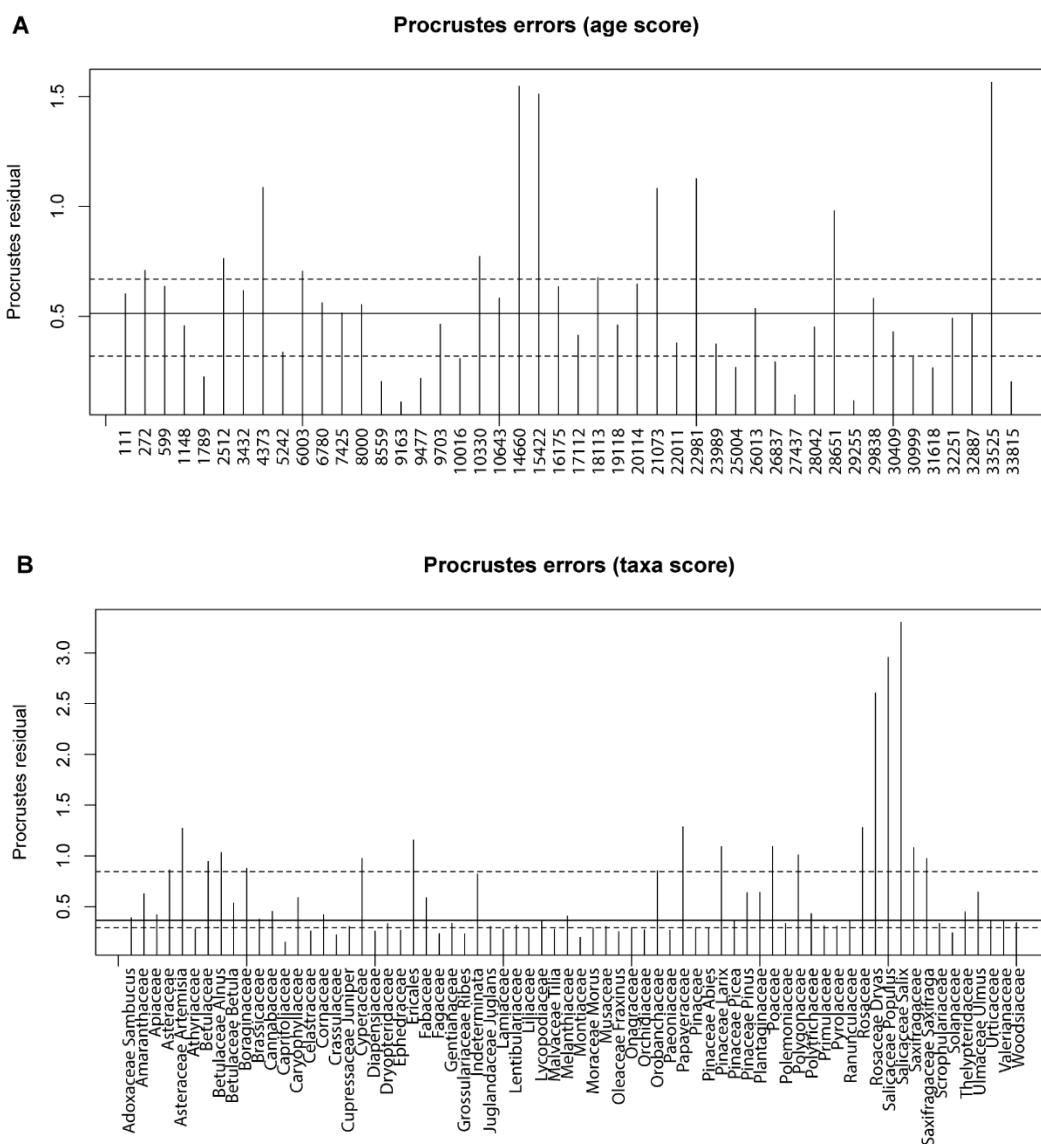 A
Procrustes errors (age score)
Procrustes residual
1.5
1.0
0.5
111
272
599
1148
1789
2512
3432
4373
5242
6003
6780
7425
8000
8559
9163
9477
9703
10016
10330
10643
14660
15422
16175
17112
18113
19118
20114
21073
22011
22981
23989
25004
26013
26837
27437
28042
28651
29255
29838
30409
30999
31618
32251
32887
33525
33815
B
Procrustes errors (taxa score)
Procrustes residual
3.0
2.5
2.0
1.5
1.0
0.5
Adoxaceae Sambucus
Amaranthaceae
Apiaceae
Asteraceae
Asteraceae Artemisia
Athyriaceae
Betulaceae
Betulaceae Alnus
Betulaceae Betula
Boraginaceae
Brassicaceae
Cannabaceae
Caprifoliaceae
Caryophyllaceae
Celastraceae
Cornaceae
Crassulaceae
Cupressaceae Juniper
Cyperaceae
Diapensiaceae
Dryopteridaceae
Ephedraceae
Ericales
Fabaceae
Fagaceae
Gentianaceae
Grossulariaceae Ribes
Indeterminata
Juglandaceae Juglans
Lamiaceae
Lentibulariaceae
Liliaceae
Lycopodiaceae
Malvaceae Tilia
Melanthiaceae
Montiaceae
Moraceae Morus
Musaceae
Oleaceae Fraxinus
Onagraceae
Orchidaceae
Orobanchaceae
Paeoniaceae
Papaveraceae
Pinaceae
Pinaceae Abies
Pinaceae Larix
Pinaceae Picea
Pinaceae Pinus
Plantaginaceae
Poaceae
Polemoniaceae
Polygonaceae
Polytrichaceae
Primulaceae
Pyrolaceae
Ranunculaceae
Rosaceae
Rosaceae Dryas
Salicaceae Populus
Salicaceae Salix
Saxifragaceae
Saxifragaceae Saxifraga
Scrophulariaceae
Solanaceae
Thelypteridaceae
Ulmaceae Ulmus
Urticaceae
Valerianaceae
Woodsiaceae